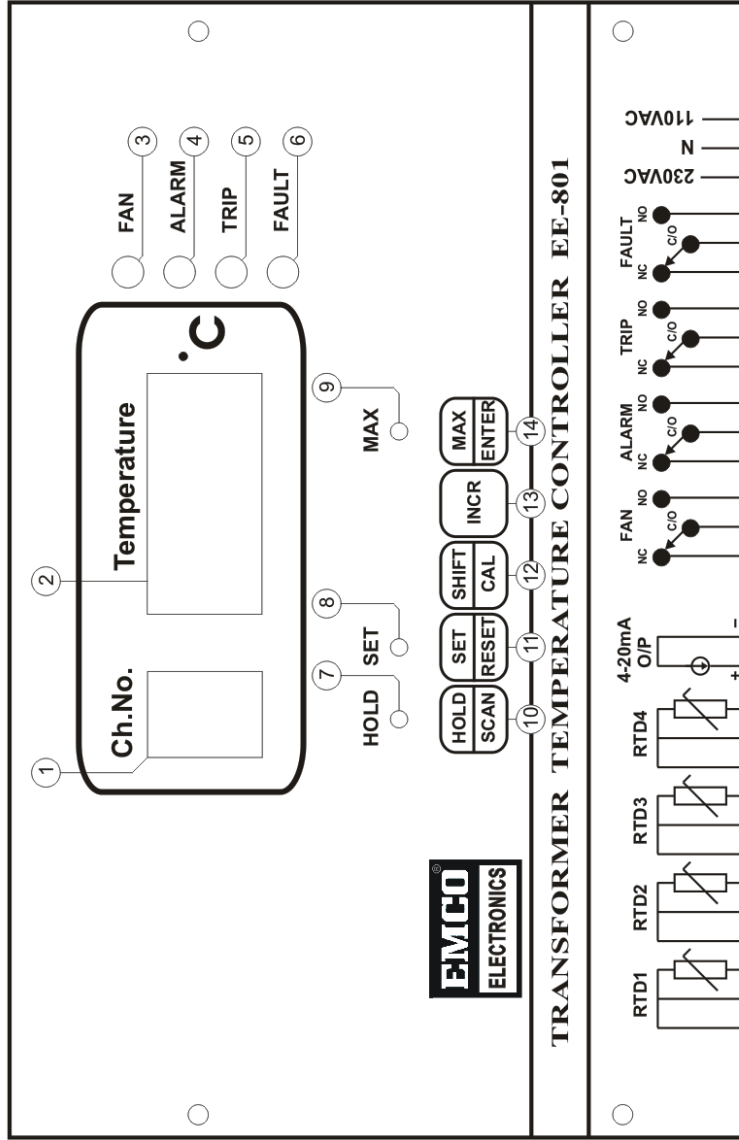 1
2
Ch.No.
Temperature
°C
FAN
3
ALARM
4
TRIP
5
FAULT
6
7
8
9
HOLD
SET
MAX
EMCO®
ELECTRONICS
HOLD
SCAN
SET
RESET
SHIFT
CAL
INCR
MAX
ENTER
10
11
12
13
14
TRANSFORMER TEMPERATURE CONTROLLER EE-801
RTD1
RTD2
RTD3
RTD4
4-20mA
O/P
+
-
FAN
NC
C/O
NO
ALARM
NC
C/O
NO
TRIP
NC
C/O
NO
FAULT
NC
C/O
NO
230VAC
N
110VAC